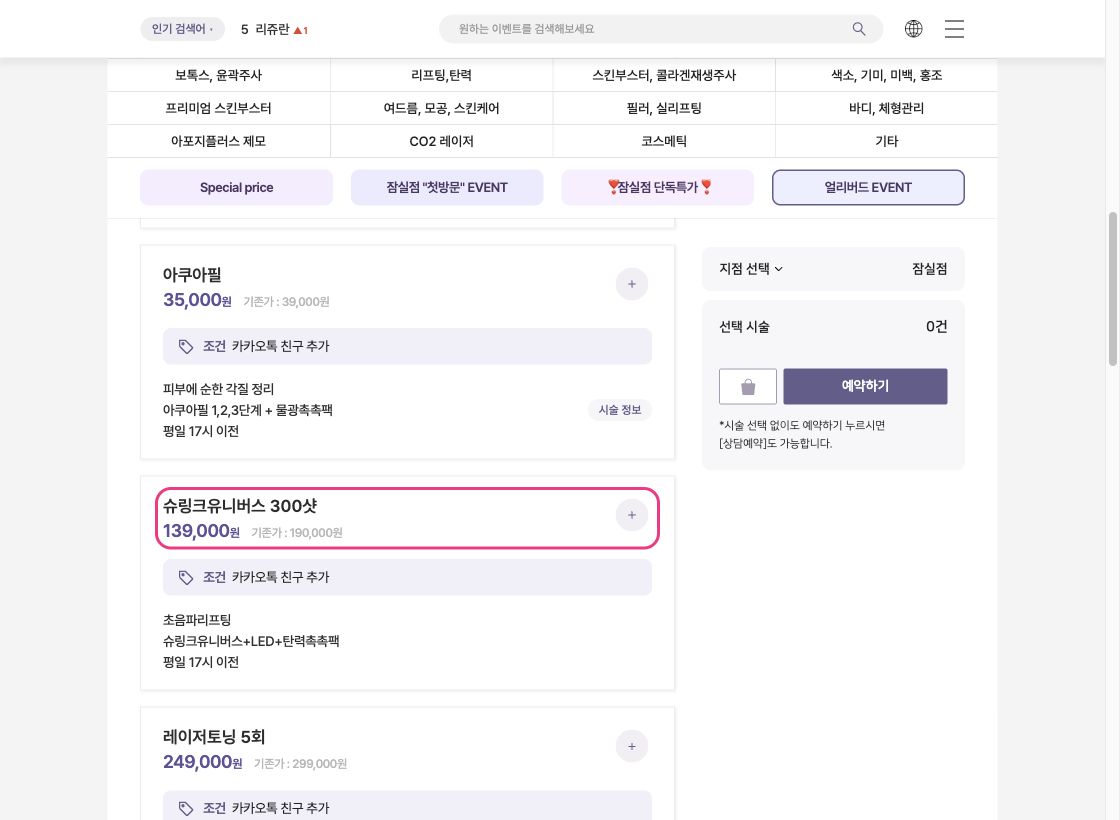 인기 검색어 · 5 리쥬란 ▲1 원하는 이벤트를 검색해보세요
보톡스, 윤곽주사 리프팅,탄력 스킨부스터, 콜라겐재생주사 색소, 기미, 미백, 홍조
프리미엄 스킨부스터 여드름, 모공, 스킨케어 필러, 실리프팅 바디, 체형관리
아포지플러스 제모 CO2 레이저 코스메틱 기타
Special price 잠실점 "첫방문" EVENT ❣️잠실점 단독특가❣️ 얼리버드 EVENT
아쿠아필
35,000원 기존가 : 39,000원
+
조건 카카오톡 친구 추가
피부에 순한 각질 정리
아쿠아필 1,2,3단계 + 물광촉촉팩
평일 17시 이전
시술 정보
슈링크유니버스 300샷
139,000원 기존가 : 190,000원
+
조건 카카오톡 친구 추가
초음파리프팅
슈링크유니버스+LED+탄력촉촉팩
평일 17시 이전
레이저토닝 5회
249,000원 기존가 : 299,000원
+
조건 카카오톡 친구 추가
지점 선택 잠실점
선택 시술 0건
예약하기
*시술 선택 없이도 예약하기 누르시면
[상담예약]도 가능합니다.